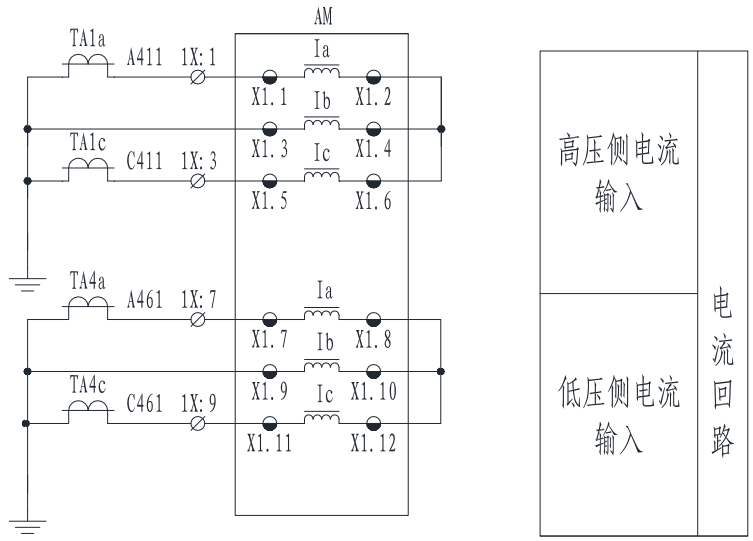 AM
TA1a
A411 1X:1
Ia
X1.1
X1.2
Ib
X1.3
X1.4
TA1c
C411 1X:3
Ic
X1.5
X1.6
高压侧电流
输入
TA4a
A461 1X:7
Ia
X1.7
X1.8
Ib
X1.9
X1.10
TA4c
C461 1X:9
Ic
X1.11
X1.12
低压侧电流
输入
电
流
回
路